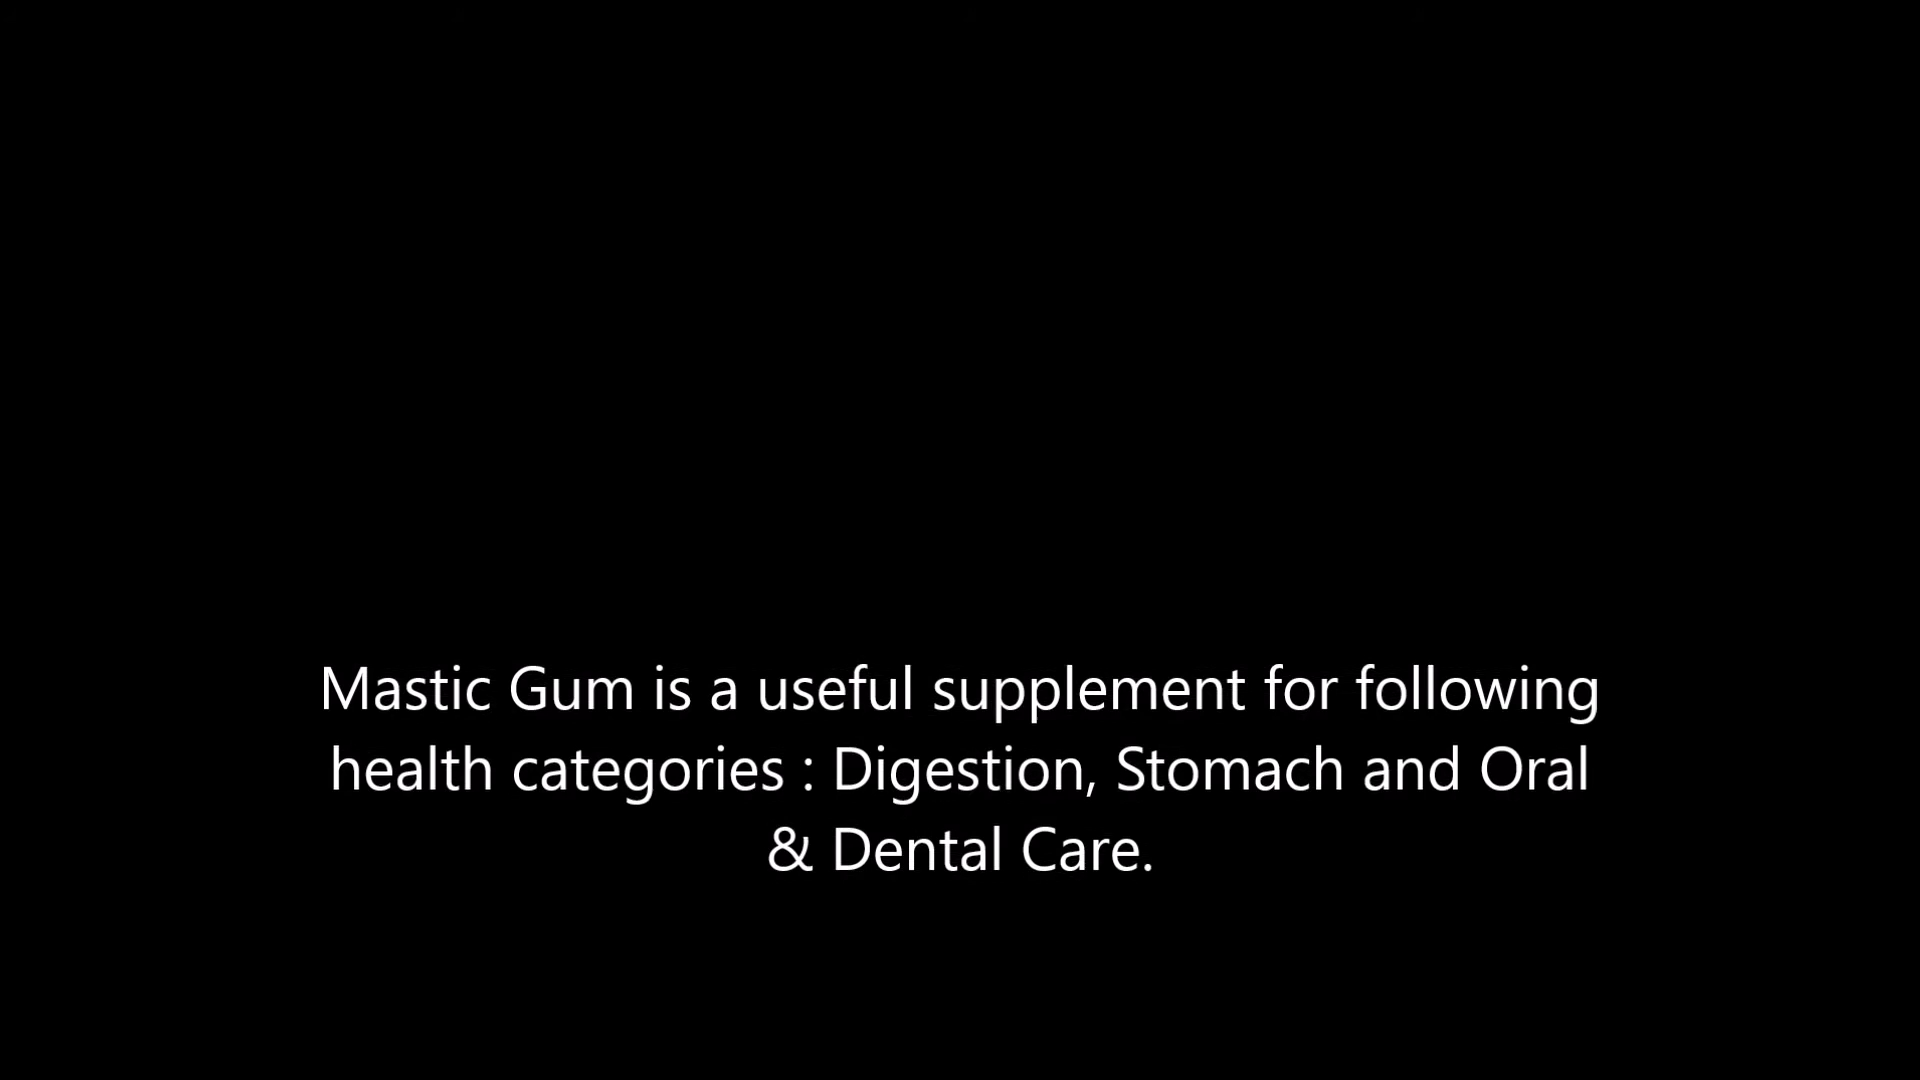 Mastic Gum is a useful supplement for following
health categories : Digestion, Stomach and Oral
& Dental Care.